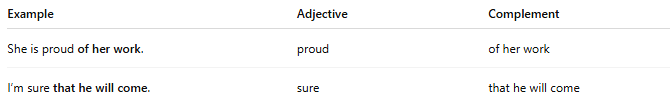 Example Adjective Complement
She is proud of her work. proud of her work
I'm sure that he will come. sure that he will come